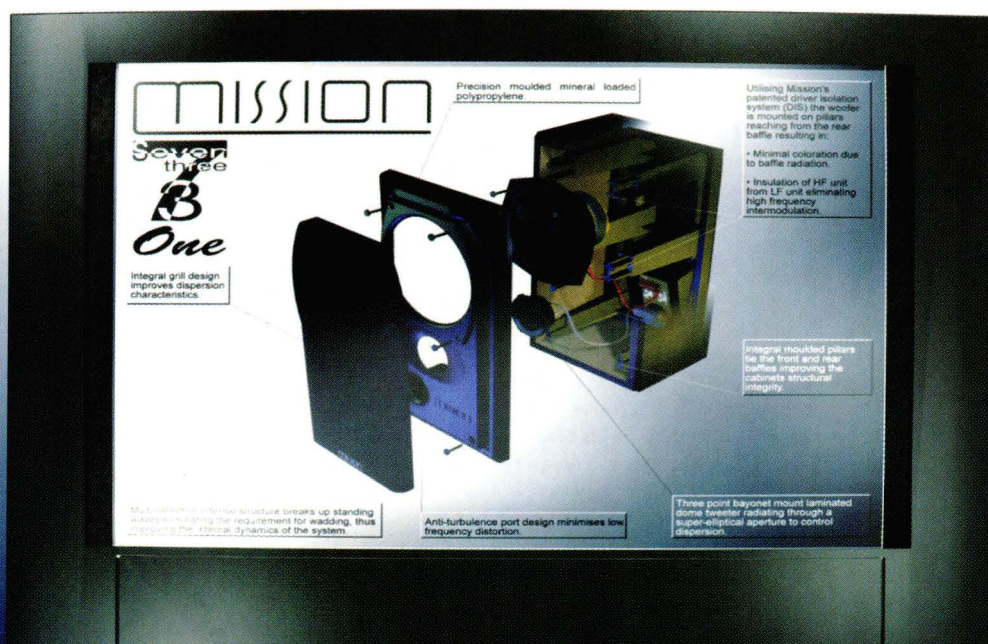 mission
Seven
three
73
One
Precision moulded mineral loaded
polypropylene
Utilising Mission's
patented driver isolation
system (DIS) the woofer
is mounted on pillars
reaching from the rear
baffle resulting in:
• Minimal coloration due
to baffle radiation.
• Insulation of HF unit
from LF unit eliminating
high frequency
intermodulation.
Integral grill design
improves dispersion
characteristics.
Integral moulded pillars
tie the front and rear
baffles improving the
cabinets structural
integrity.
mission
internal structure breaks up standing
waves eliminating the requirement for wadding, thus
improving the internal dynamics of the system.
Anti-turbulence port design minimises low
frequency distortion.
Three point bayonet mount laminated
dome tweeter radiating through a
super-elliptical aperture to control
dispersion.